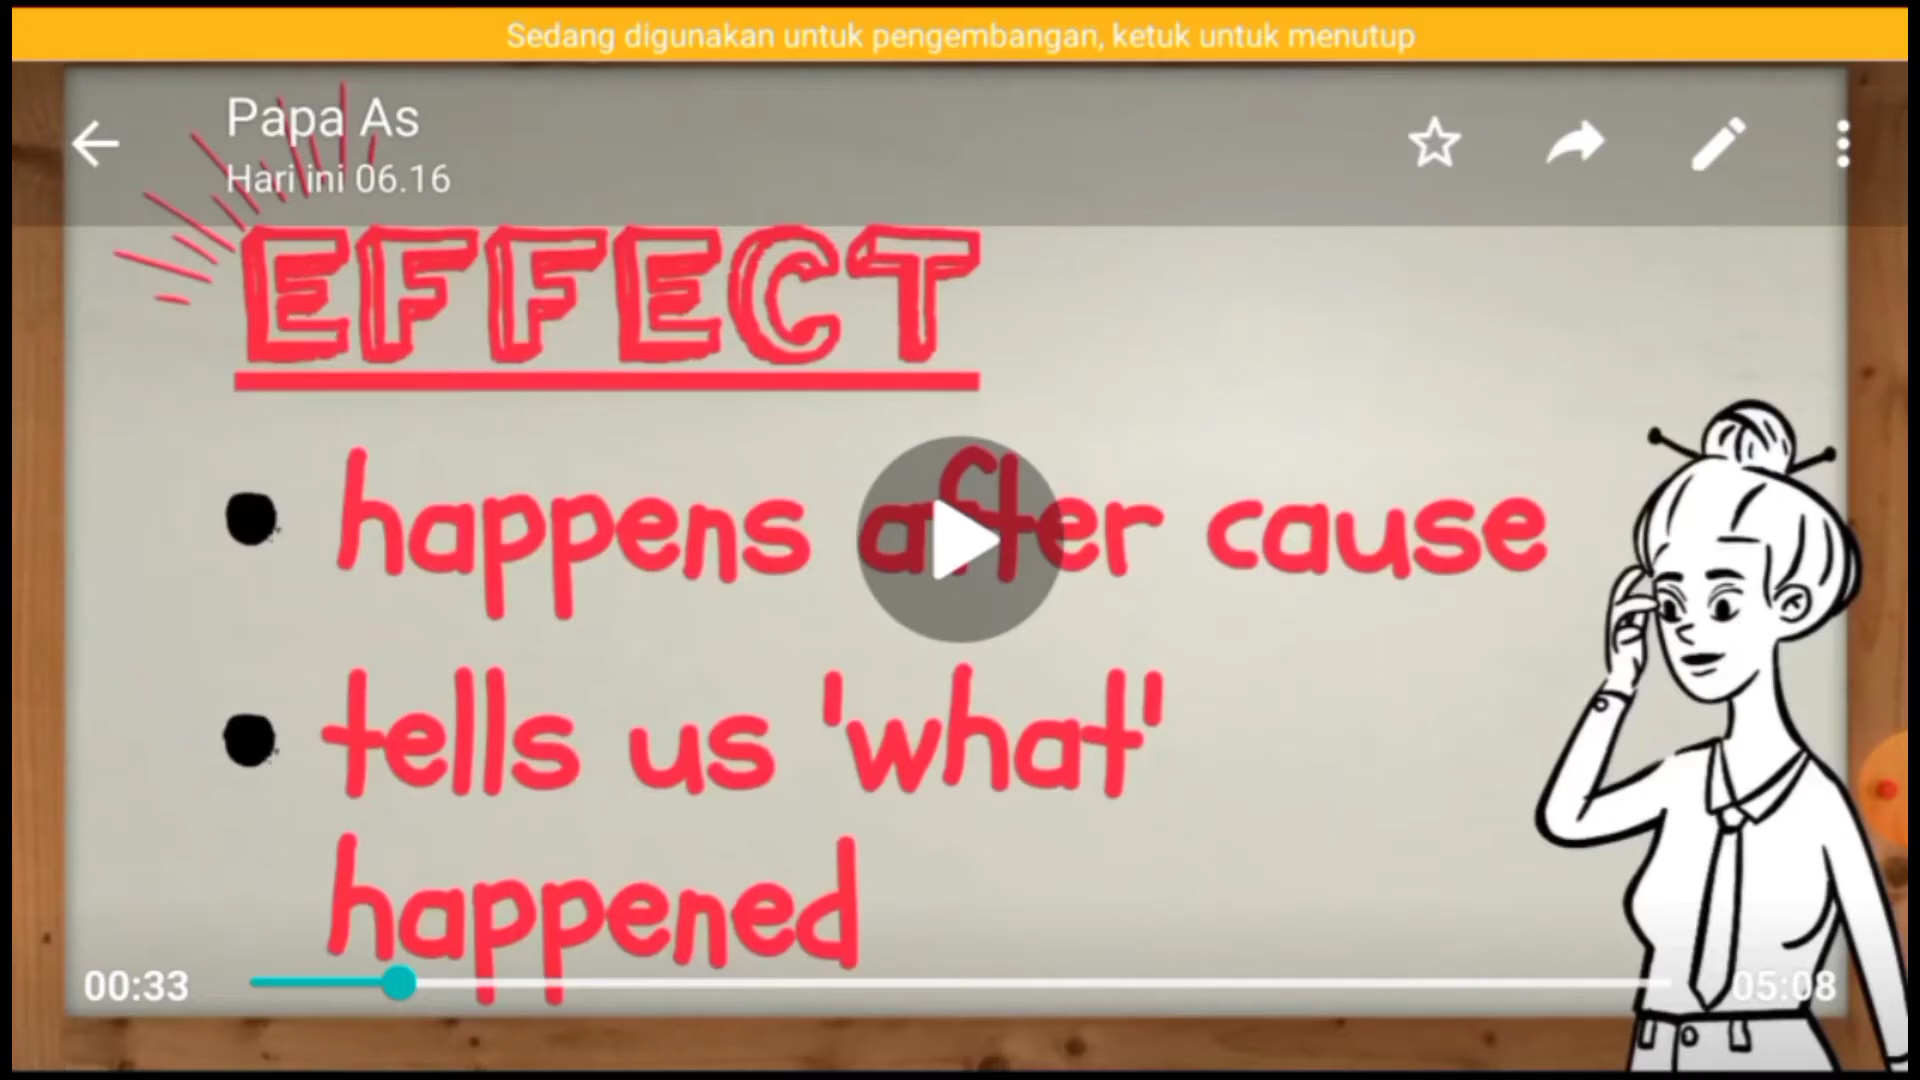 Sedang digunakan untuk pengembangan, ketuk untuk menutup
Papa As
Hari ini 06.16
EFFECT
happens after cause
tells us 'what'
happened
00:33
05:08